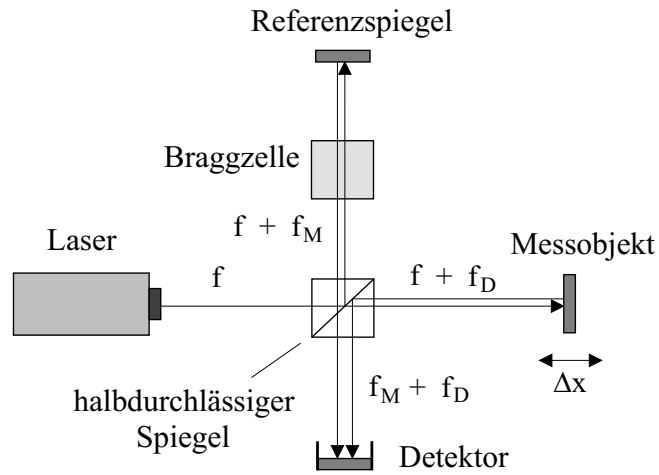 Referenzspiegel
Braggzelle
f + f_M
Laser
f
Messobjekt
f + f_D
Δx
f_M + f_D
halbdurchlässiger
Spiegel
Detektor